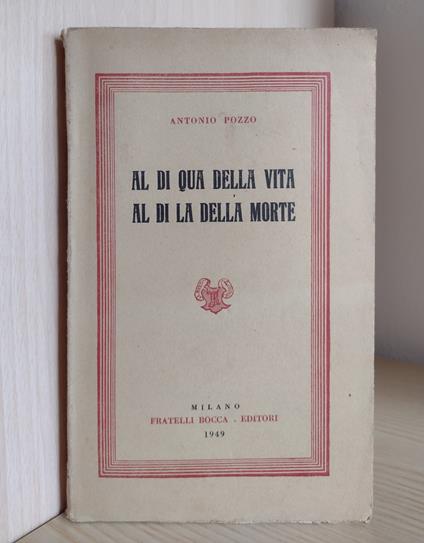 ANTONIO POZZO
AL DI QUA DELLA VITA
AL DI LA DELLA MORTE
MILANO
FRATELLI BOCCA . EDITORI
1949